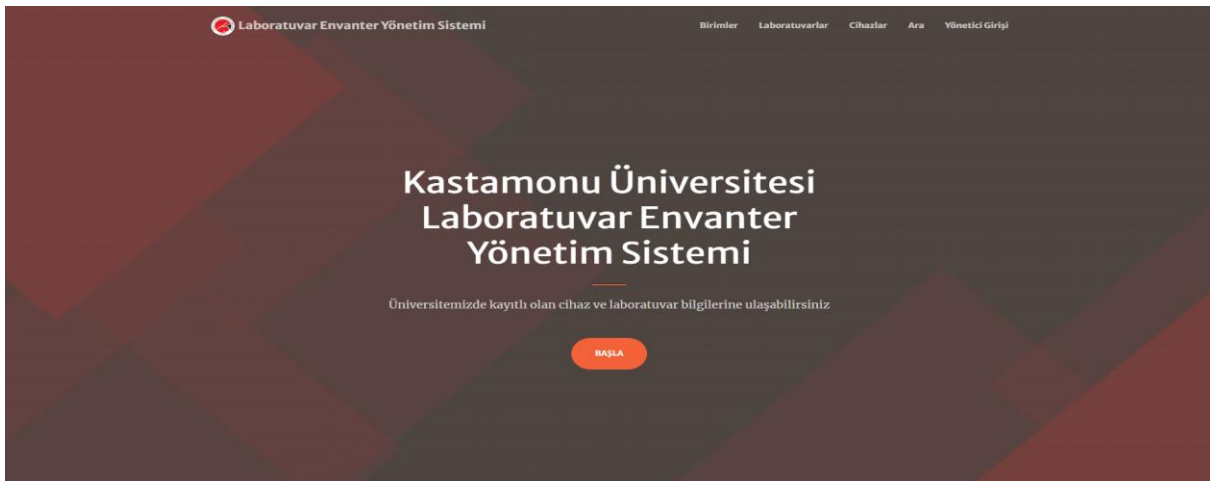 Laboratuvar Envanter Yönetim Sistemi
Birimler Laboratuvarlar Cihazlar Ara Yönetici Girişi
Kastamonu Üniversitesi
Laboratuvar Envanter
Yönetim Sistemi
Üniversitemizde kayıtlı olan cihaz ve laboratuvar bilgilerine ulaşabilirsiniz
BAŞLA